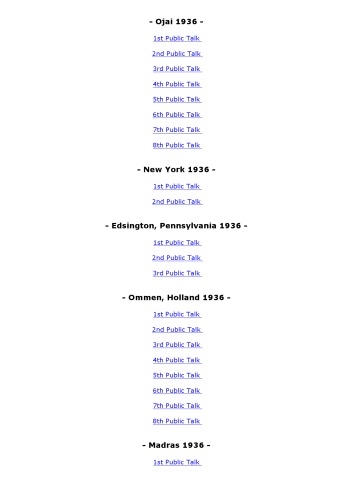 - Ojai 1936 -
1st Public Talk
2nd Public Talk
3rd Public Talk
4th Public Talk
5th Public Talk
6th Public Talk
7th Public Talk
8th Public Talk
- New York 1936 -
1st Public Talk
2nd Public Talk
- Edsington, Pennsylvania 1936 -
1st Public Talk
2nd Public Talk
3rd Public Talk
- Ommen, Holland 1936 -
1st Public Talk
2nd Public Talk
3rd Public Talk
4th Public Talk
5th Public Talk
6th Public Talk
7th Public Talk
8th Public Talk
- Madras 1936 -
1st Public Talk